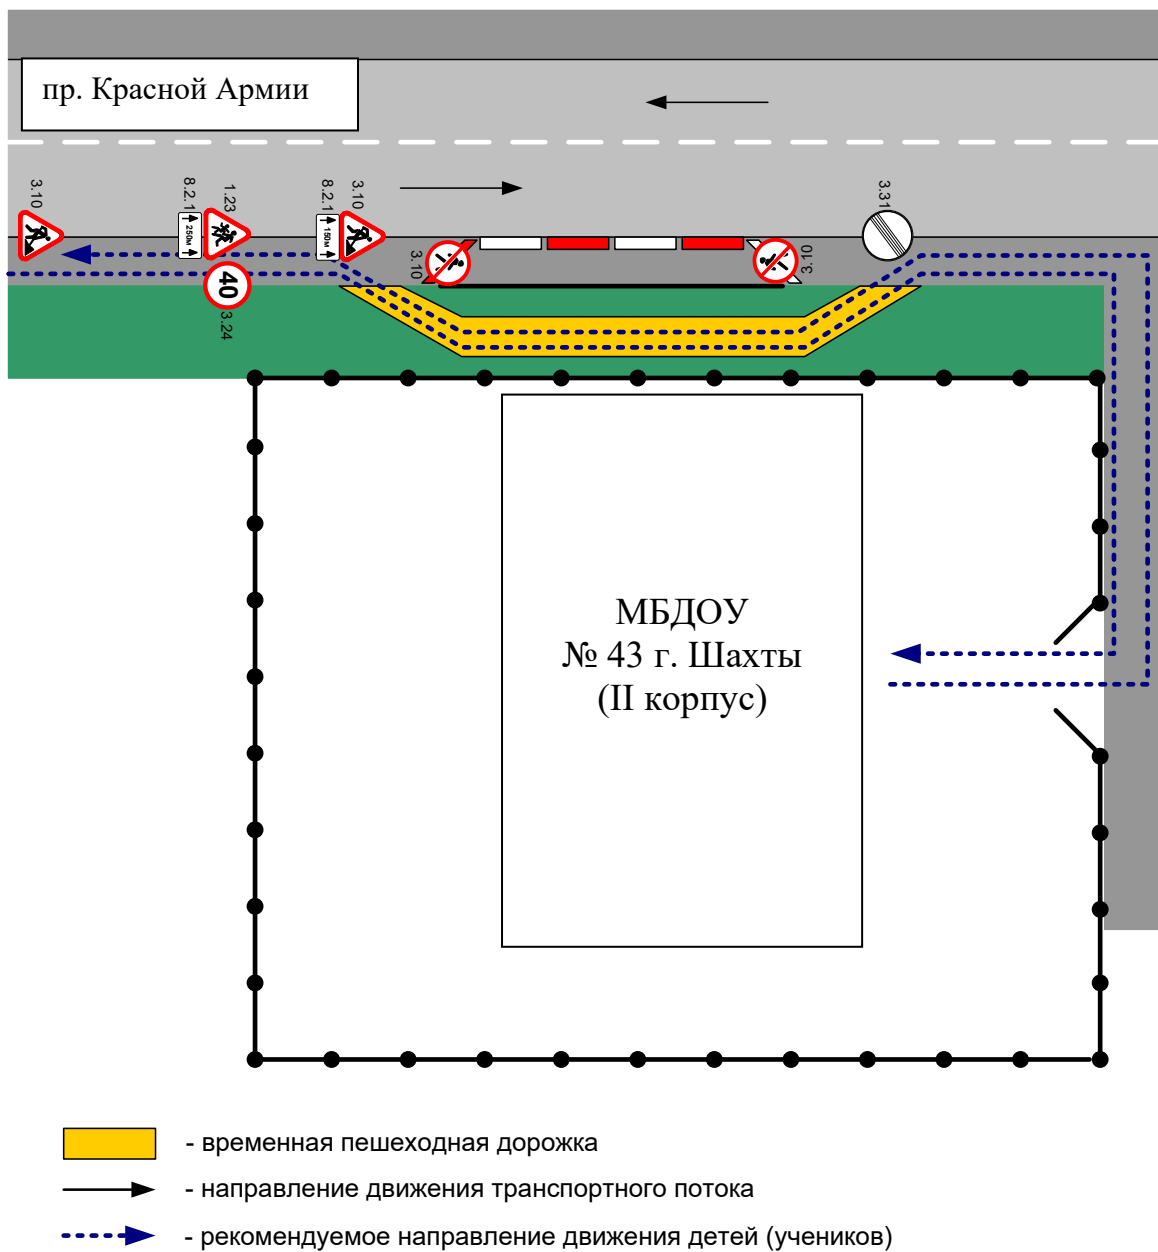 пр. Красной Армии
3.10
8.2.1
250м
1.23
40
3.24
8.2.1
150м
3.10
3.10
3.10
3.31
МБДОУ
№ 43 г. Шахты
(II корпус)
- временная пешеходная дорожка
- направление движения транспортного потока
- рекомендуемое направление движения детей (учеников)